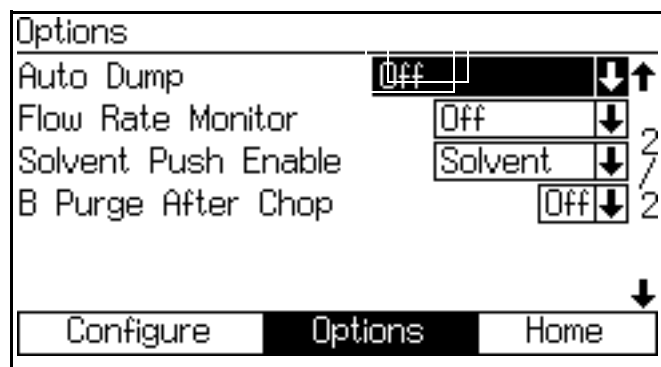 Options
Auto Dump Off
Flow Rate Monitor Off
Solvent Push Enable Solvent
B Purge After Chop Off
2/2
Configure Options Home